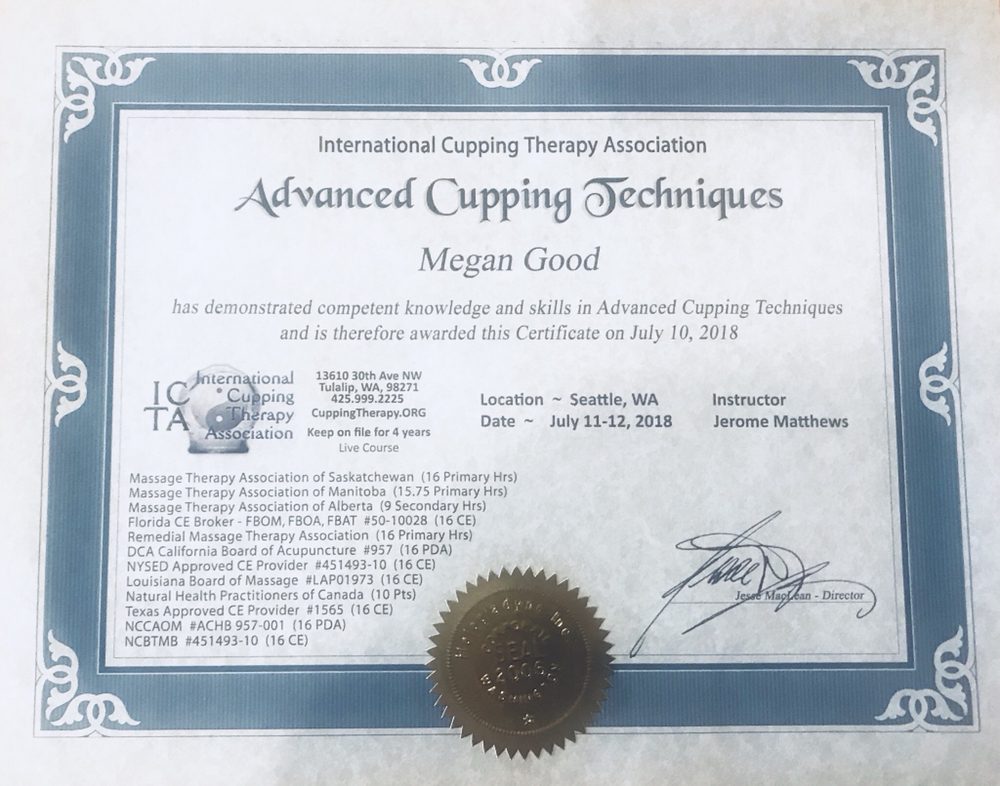 International Cupping Therapy Association
Advanced Cupping Techniques
Megan Good
has demonstrated competent knowledge and skills in Advanced Cupping Techniques
and is therefore awarded this Certificate on July 10, 2018
IC
TA
International
Cupping
Therapy
Association
13610 30th Ave NW
Tulalip, WA, 98271
425.999.2225
CuppingTherapy.ORG
Keep on file for 4 years
Live Course
Location ~ Seattle, WA
Date ~ July 11-12, 2018
Instructor
Jerome Matthews
Massage Therapy Association of Saskatchewan (16 Primary Hrs)
Massage Therapy Association of Manitoba (15.75 Primary Hrs)
Massage Therapy Association of Alberta (9 Secondary Hrs)
Florida CE Broker - FBOM, FBOA, FBAT #50-10028 (16 CE)
Remedial Massage Therapy Association (16 Primary Hrs)
DCA California Board of Acupuncture #957 (16 PDA)
NYSED Approved CE Provider #451493-10 (16 CE)
Louisiana Board of Massage #LAP01973 (16 CE)
Natural Health Practitioners of Canada (10 Pts)
Texas Approved CE Provider #1565 (16 CE)
NCCAOM #ACHB 957-001 (16 PDA)
NCBTMB #451493-10 (16 CE)
Jesse MacLean - Director
Inc
SEAL
2006